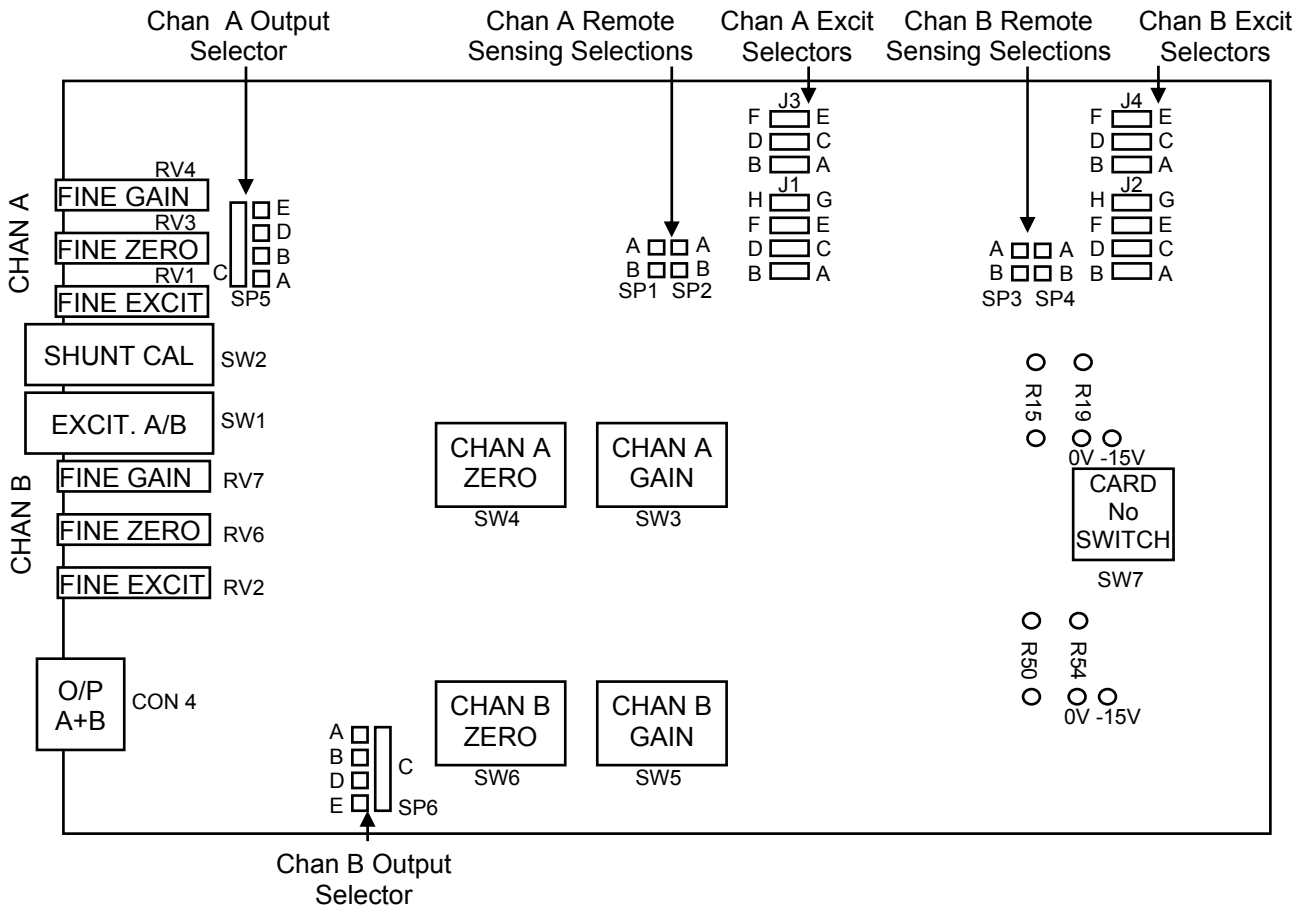 Chan A Output
Selector
Chan A Remote
Sensing Selections
Chan A Excit
Selectors
Chan B Remote
Sensing Selections
Chan B Excit
Selectors
CHAN A
RV4
FINE GAIN
RV3
FINE ZERO
RV1
FINE EXCIT
E
D
B
A
C
SP5
SHUNT CAL
SW2
EXCIT. A/B
SW1
CHAN B
FINE GAIN
RV7
FINE ZERO
RV6
FINE EXCIT
RV2
O/P
A+B
CON 4
A A
B B
SP1 SP2
J3
F E
D C
B A
J1
H G
F E
D C
B A
A A
B B
SP3 SP4
J4
F E
D C
B A
J2
H G
F E
D C
B A
R15
R19
0V -15V
CARD
No
SWITCH
SW7
CHAN A
ZERO
SW4
CHAN A
GAIN
SW3
R50
R54
0V -15V
CHAN B
ZERO
SW6
CHAN B
GAIN
SW5
A
B
D
E
C
SP6
Chan B Output
Selector